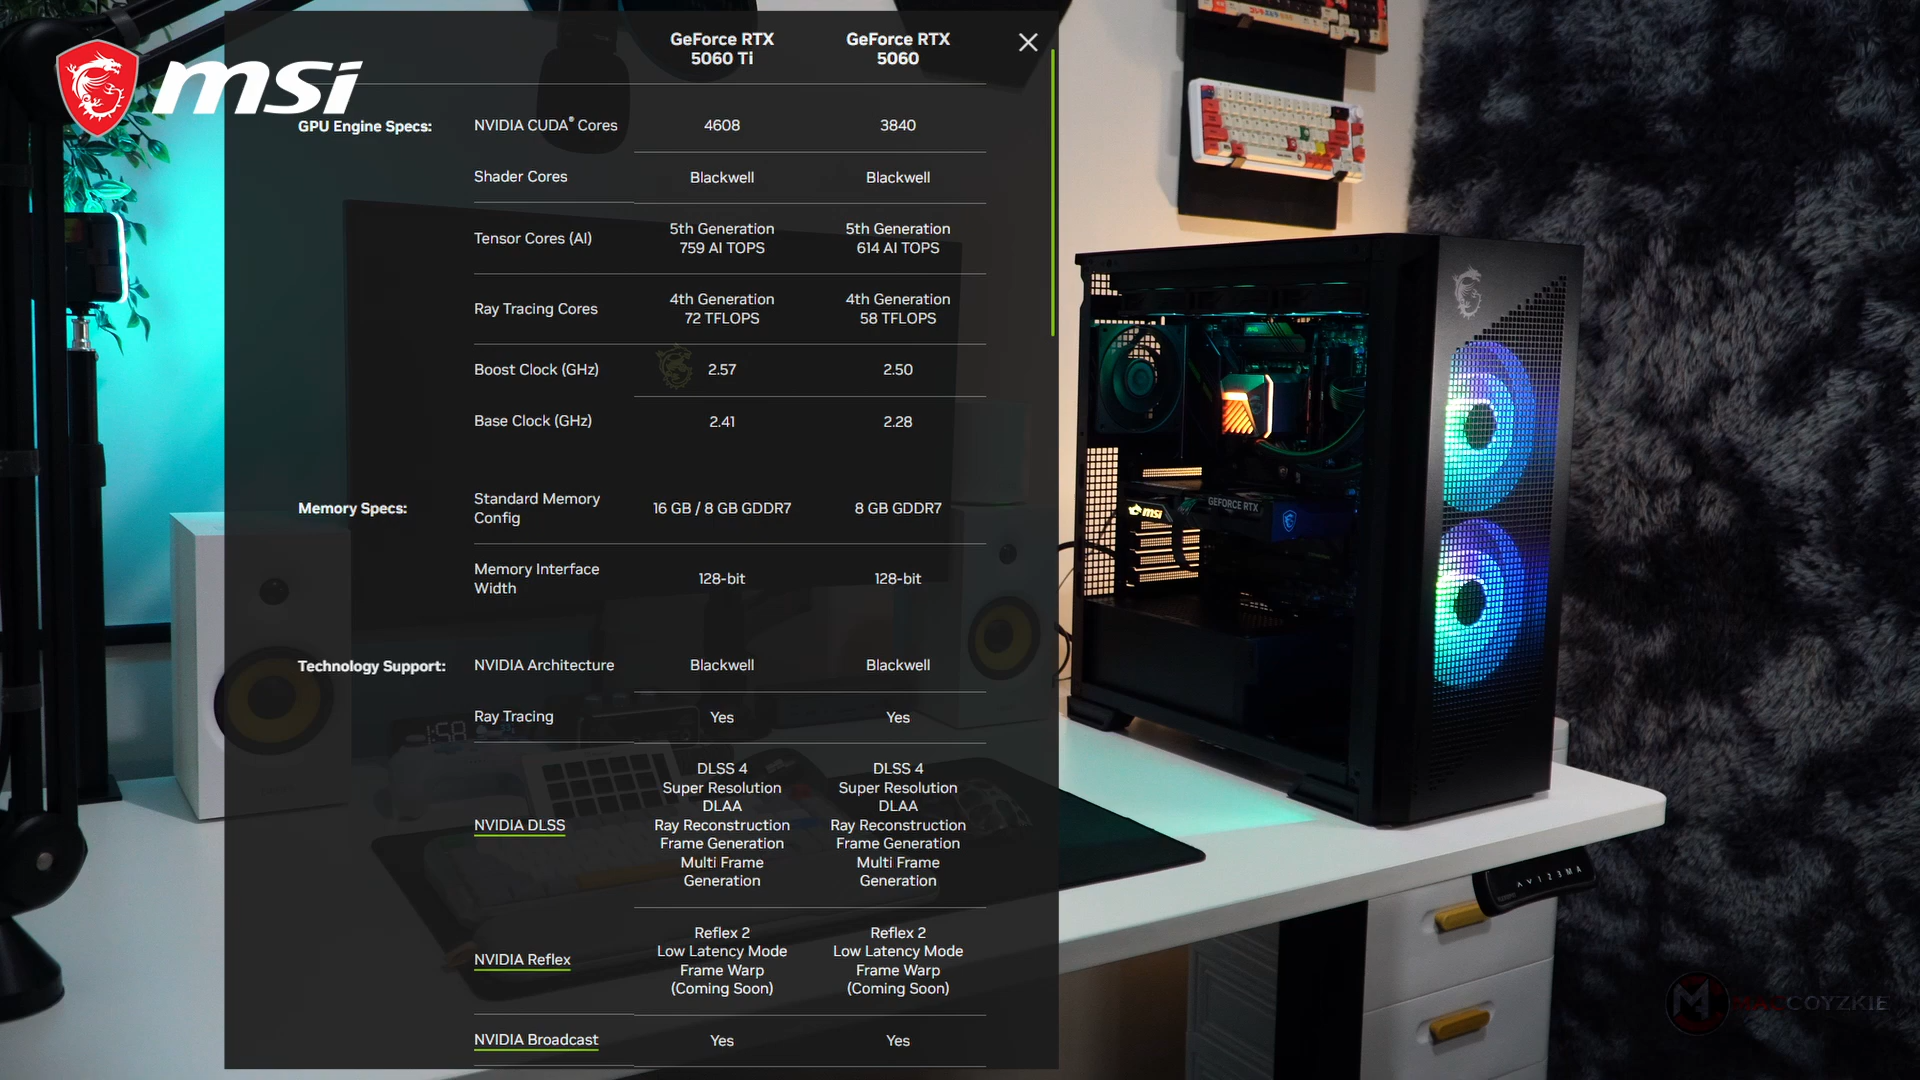 msi
GeForce RTX
5060 Ti
GeForce RTX
5060
GPU Engine Specs:
NVIDIA CUDA® Cores
4608
3840
Shader Cores
Blackwell
Blackwell
Tensor Cores (AI)
5th Generation
759 AI TOPS
5th Generation
614 AI TOPS
Ray Tracing Cores
4th Generation
72 TFLOPS
4th Generation
58 TFLOPS
Boost Clock (GHz)
2.57
2.50
Base Clock (GHz)
2.41
2.28
Memory Specs:
Standard Memory
Config
16 GB / 8 GB GDDR7
8 GB GDDR7
Memory Interface
Width
128-bit
128-bit
Technology Support:
NVIDIA Architecture
Blackwell
Blackwell
Ray Tracing
Yes
Yes
NVIDIA DLSS
DLSS 4
Super Resolution
DLAA
Ray Reconstruction
Frame Generation
Multi Frame
Generation
DLSS 4
Super Resolution
DLAA
Ray Reconstruction
Frame Generation
Multi Frame
Generation
NVIDIA Reflex
Reflex 2
Low Latency Mode
Frame Warp
(Coming Soon)
Reflex 2
Low Latency Mode
Frame Warp
(Coming Soon)
NVIDIA Broadcast
Yes
Yes
1:58
msi
GEFORCE RTX
1 2 3 M A
MACCOYZKIE